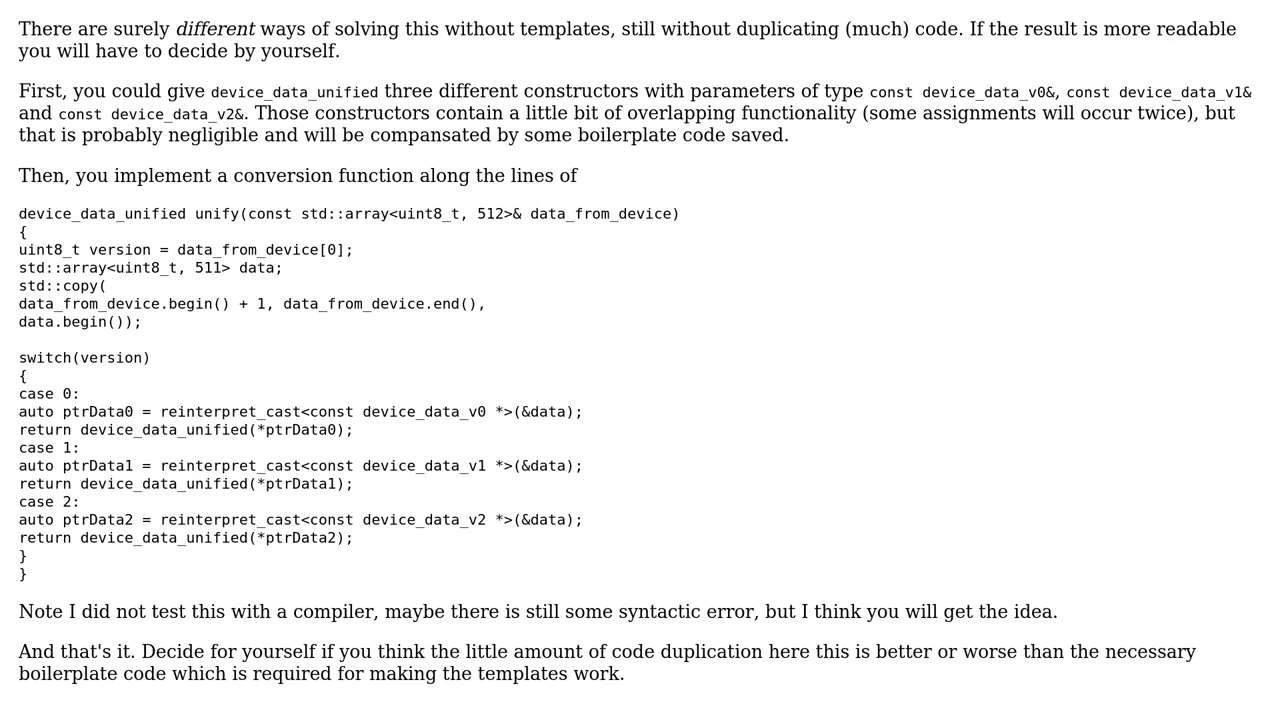 There are surely different ways of solving this without templates, still without duplicating (much) code. If the result is more readable
you will have to decide by yourself.
First, you could give device_data_unified three different constructors with parameters of type const device_data_v0&, const device_data_v1&
and const device_data_v2&. Those constructors contain a little bit of overlapping functionality (some assignments will occur twice), but
that is probably negligible and will be compansated by some boilerplate code saved.
Then, you implement a conversion function along the lines of
device_data_unified unify(const std::array<uint8_t, 512>& data_from_device)
{
uint8_t version = data_from_device[0];
std::array<uint8_t, 511> data;
std::copy(
data_from_device.begin() + 1, data_from_device.end(),
data.begin());
switch(version)
{
case 0:
auto ptrData0 = reinterpret_cast<const device_data_v0 *>(&data);
return device_data_unified(*ptrData0);
case 1:
auto ptrData1 = reinterpret_cast<const device_data_v1 *>(&data);
return device_data_unified(*ptrData1);
case 2:
auto ptrData2 = reinterpret_cast<const device_data_v2 *>(&data);
return device_data_unified(*ptrData2);
}
}
Note I did not test this with a compiler, maybe there is still some syntactic error, but I think you will get the idea.
And that's it. Decide for yourself if you think the little amount of code duplication here this is better or worse than the necessary
boilerplate code which is required for making the templates work.